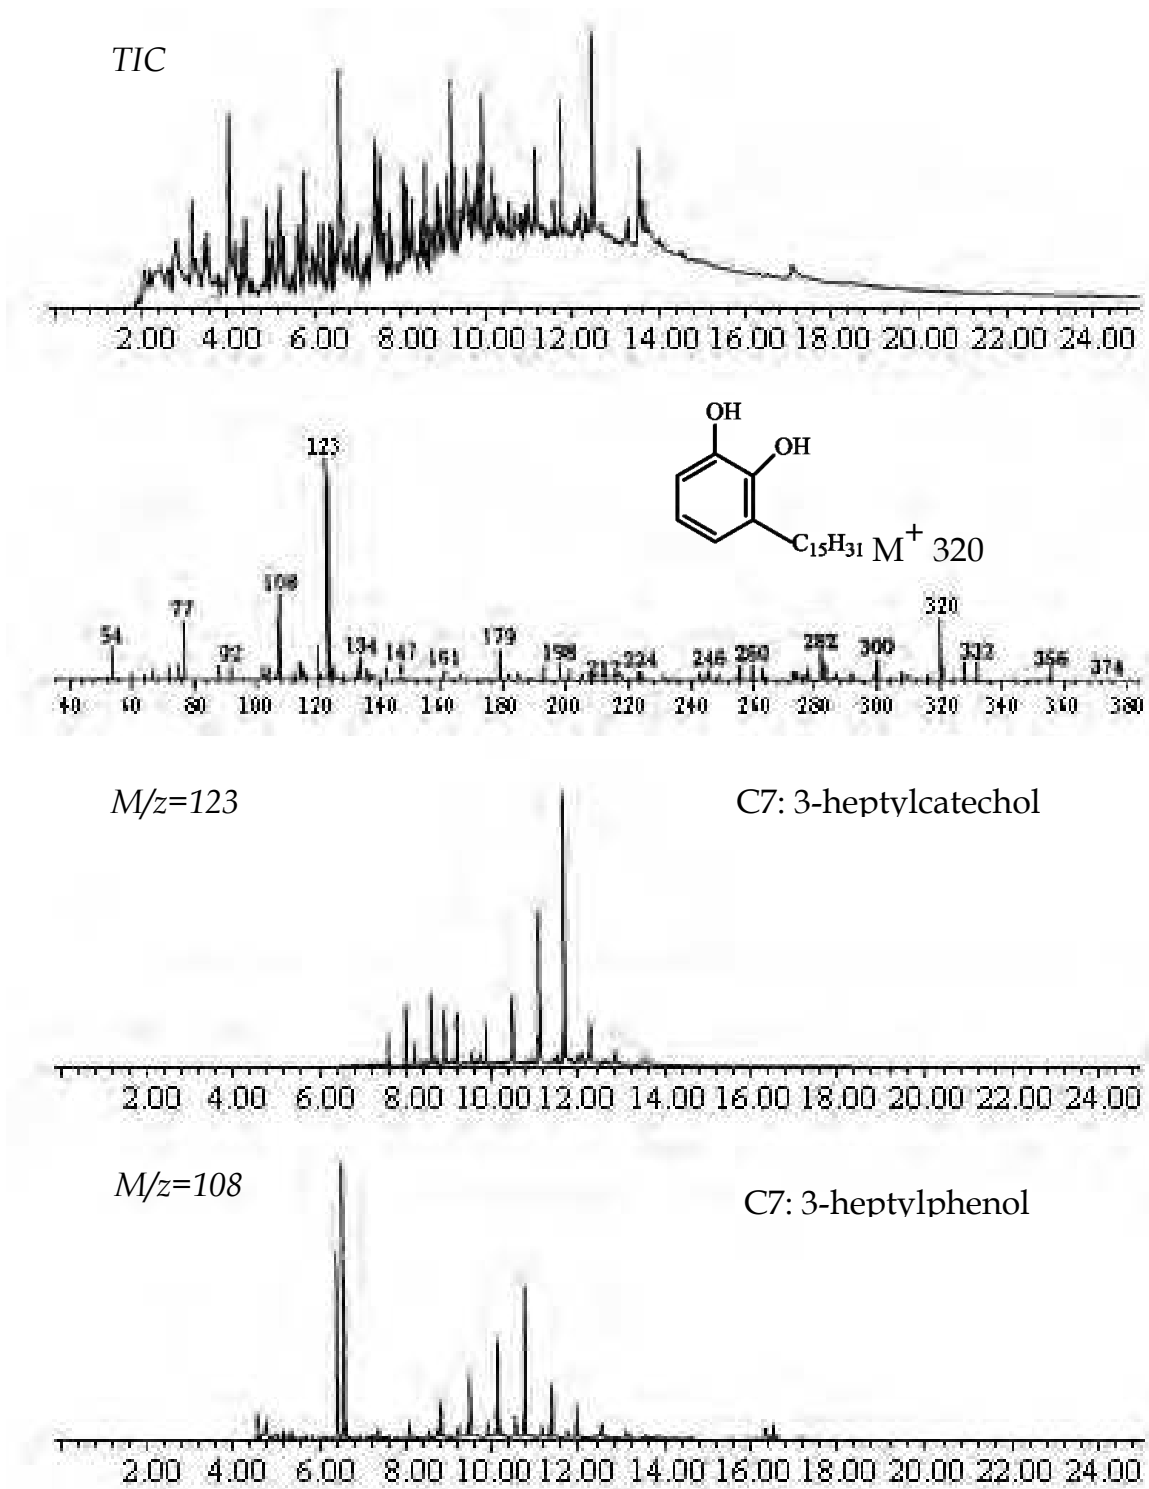 TIC
2.00 4.00 6.00 8.00 10.00 12.00 14.00 16.00 18.00 20.00 22.00 24.00
OH
OH
C₁₅H₃₁ M⁺ 320
123
108
77
54
92
134
147
161
179
198
212
224
246
260
282
300
320
332
356
374
40 60 80 100 120 140 160 180 200 220 240 260 280 300 320 340 360 380
M/z=123
C7: 3-heptylcatechol
2.00 4.00 6.00 8.00 10.00 12.00 14.00 16.00 18.00 20.00 22.00 24.00
M/z=108
C7: 3-heptylphenol
2.00 4.00 6.00 8.00 10.00 12.00 14.00 16.00 18.00 20.00 22.00 24.00